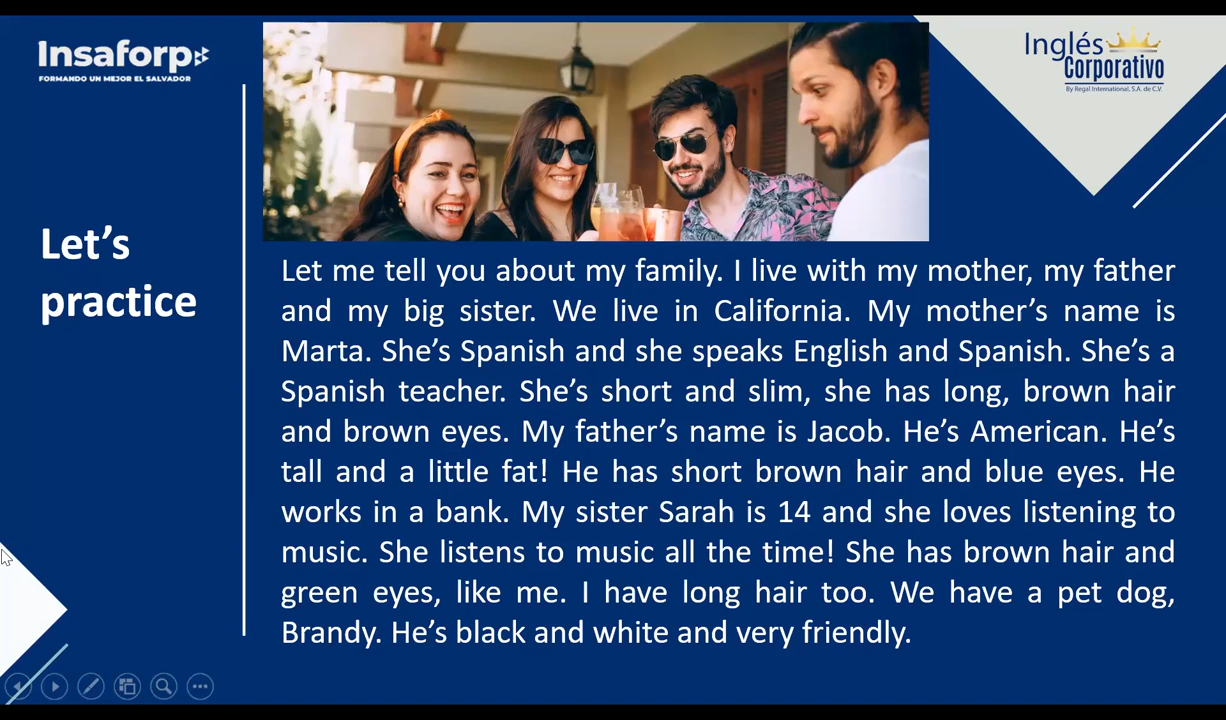 Insaforp
FORMANDO UN MEJOR EL SALVADOR
Inglés
Corporativo
By Regal International, S.A. de C.V.
Let's
practice
Let me tell you about my family. I live with my mother, my father
and my big sister. We live in California. My mother’s name is
Marta. She’s Spanish and she speaks English and Spanish. She’s a
Spanish teacher. She’s short and slim, she has long, brown hair
and brown eyes. My father’s name is Jacob. He’s American. He’s
tall and a little fat! He has short brown hair and blue eyes. He
works in a bank. My sister Sarah is 14 and she loves listening to
music. She listens to music all the time! She has brown hair and
green eyes, like me. I have long hair too. We have a pet dog,
Brandy. He’s black and white and very friendly.